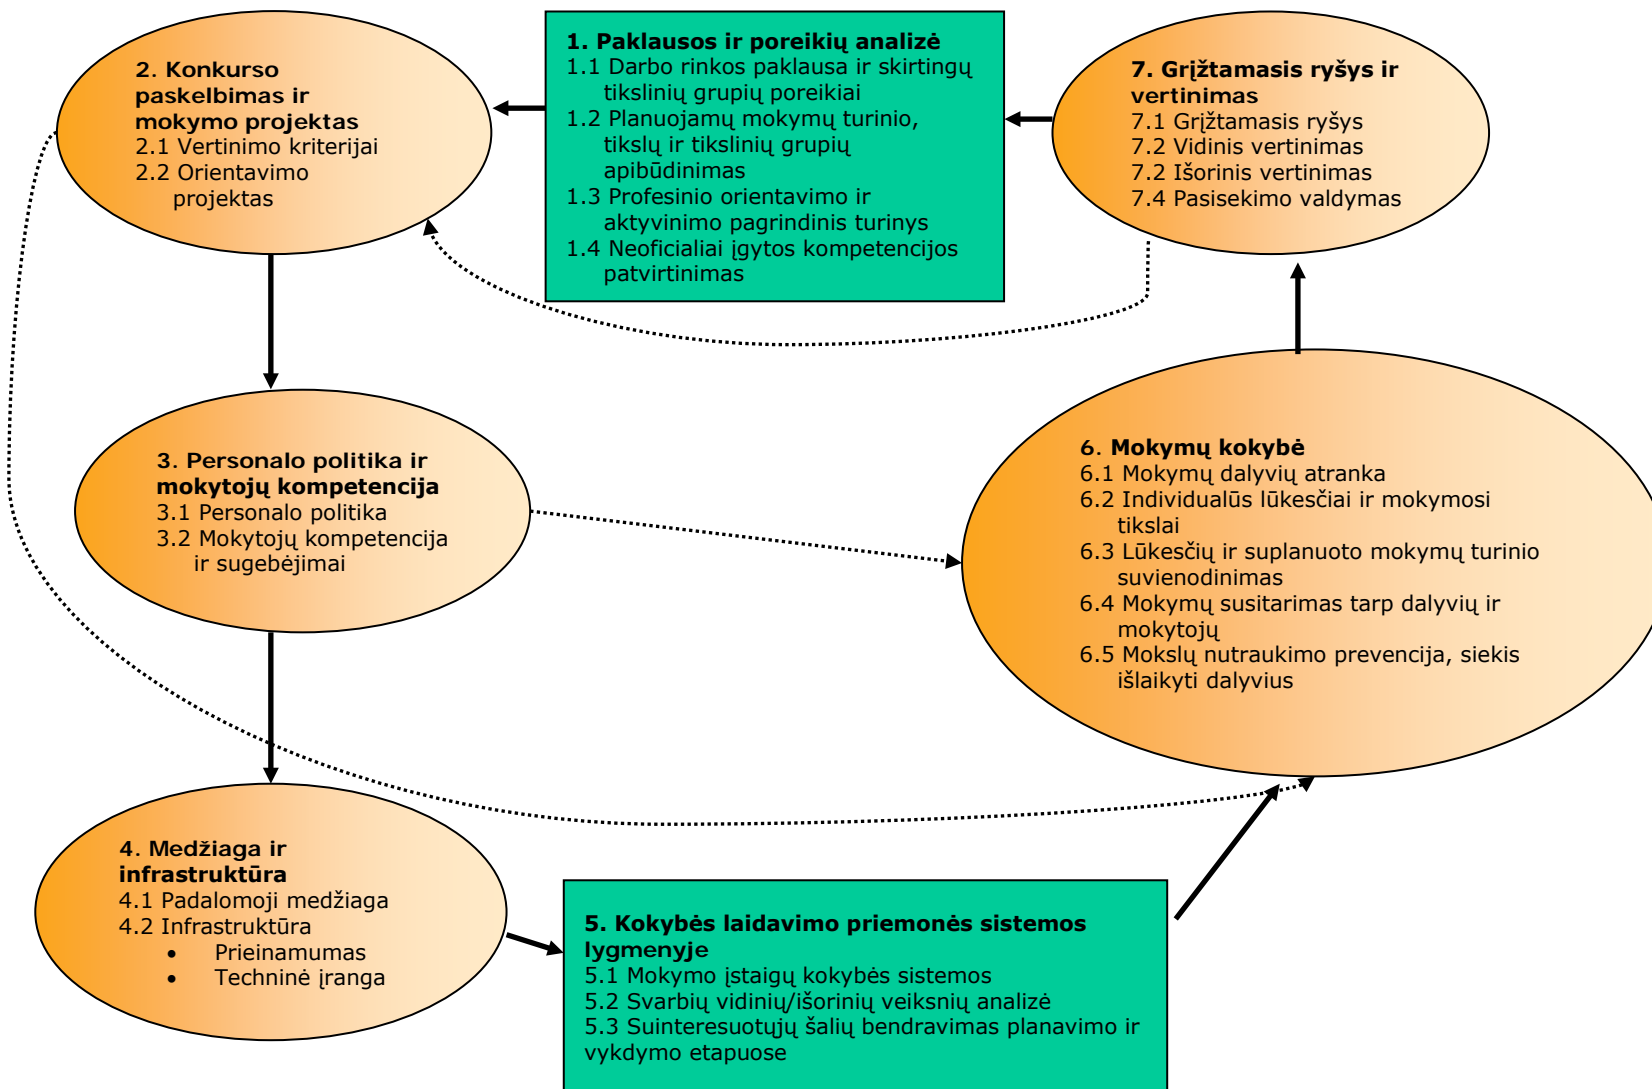 1. Paklausos ir poreikių analizė
1.1 Darbo rinkos paklausa ir skirtingų
tikslinių grupių poreikiai
1.2 Planuojamų mokymų turinio,
tikslų ir tikslinių grupių
apibūdinimas
1.3 Profesinio orientavimo ir
aktyvinimo pagrindinis turinys
1.4 Neoficialiai įgytos kompetencijos
patvirtinimas
2. Konkurso
paskelbimas ir
mokymo projektas
2.1 Vertinimo kriterijai
2.2 Orientavimo
projektas
3. Personalo politika ir
mokytojų kompetencija
3.1 Personalo politika
3.2 Mokytojų kompetencija
ir sugebėjimai
4. Medžiaga ir
infrastruktūra
4.1 Padalomoji medžiaga
4.2 Infrastruktūra
• Prieinamumas
• Techninė įranga
5. Kokybės laidavimo priemonės sistemos
lygmenyje
5.1 Mokymo įstaigų kokybės sistemos
5.2 Svarbių vidinių/išorinių veiksnių analizė
5.3 Suinteresuotųjų šalių bendravimas planavimo ir
vykdymo etapuose
6. Mokymų kokybė
6.1 Mokymų dalyvių atranka
6.2 Individualūs lūkesčiai ir mokymosi
tikslai
6.3 Lūkesčių ir suplanuoto mokymų turinio
suvienodinimas
6.4 Mokymų susitarimas tarp dalyvių ir
mokytojų
6.5 Mokslų nutraukimo prevencija, siekis
išlaikyti dalyvius
7. Grįžtamasis ryšys ir
vertinimas
7.1 Grįžtamasis ryšys
7.2 Vidinis vertinimas
7.2 Išorinis vertinimas
7.4 Pasisekimo valdymas